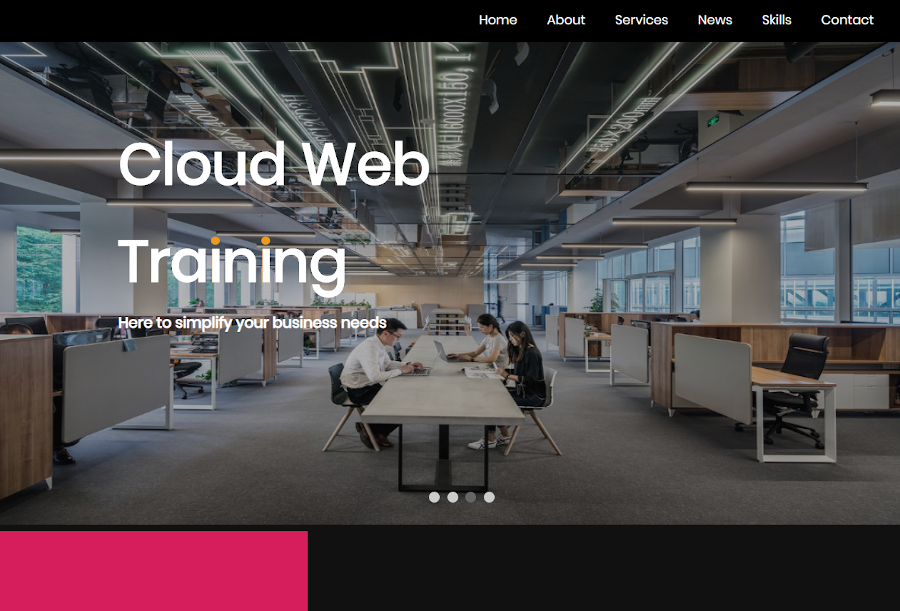 Home About Services News Skills Contact
Cloud Web
Training
Here to simplify your business needs